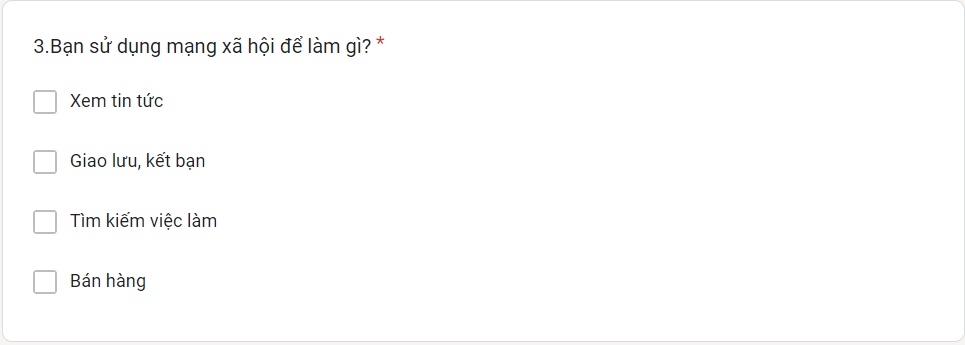 3.Bạn sử dụng mạng xã hội để làm gì? *
Xem tin tức
Giao lưu, kết bạn
Tìm kiếm việc làm
Bán hàng